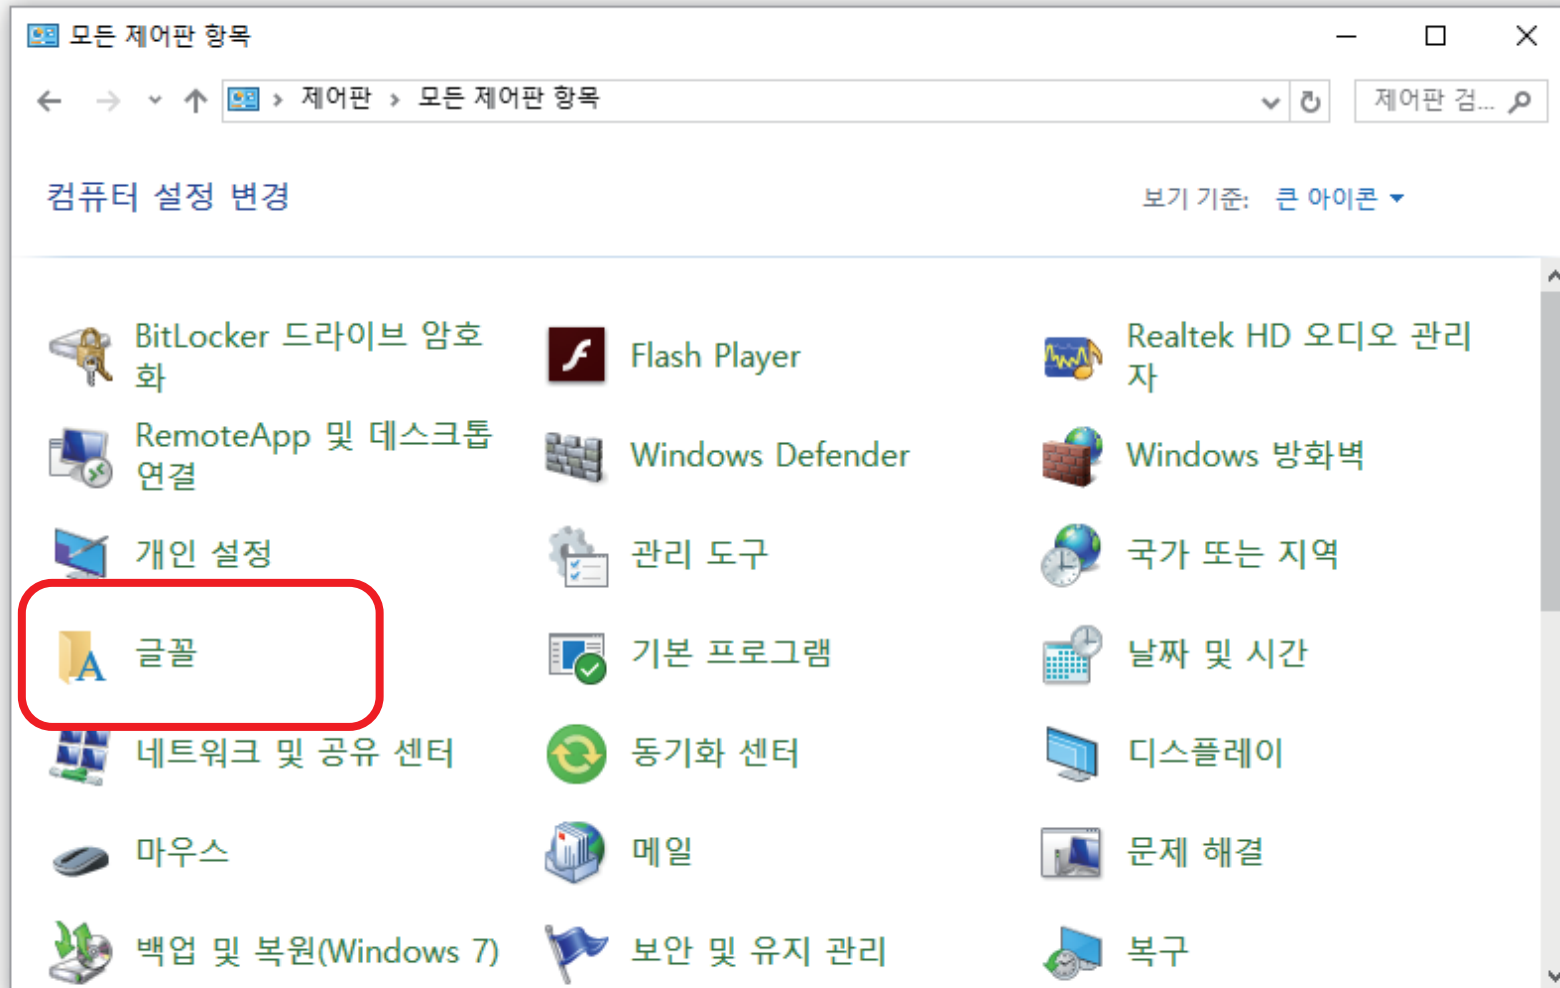 모든 제어판 항목
제어판 > 모든 제어판 항목
제어판 검...
컴퓨터 설정 변경
보기 기준: 큰 아이콘
BitLocker 드라이브 암호
화
Flash Player
Realtek HD 오디오 관리
자
RemoteApp 및 데스크톱
연결
Windows Defender
Windows 방화벽
개인 설정
관리 도구
국가 또는 지역
글꼴
기본 프로그램
날짜 및 시간
네트워크 및 공유 센터
동기화 센터
디스플레이
마우스
메일
문제 해결
백업 및 복원(Windows 7)
보안 및 유지 관리
복구